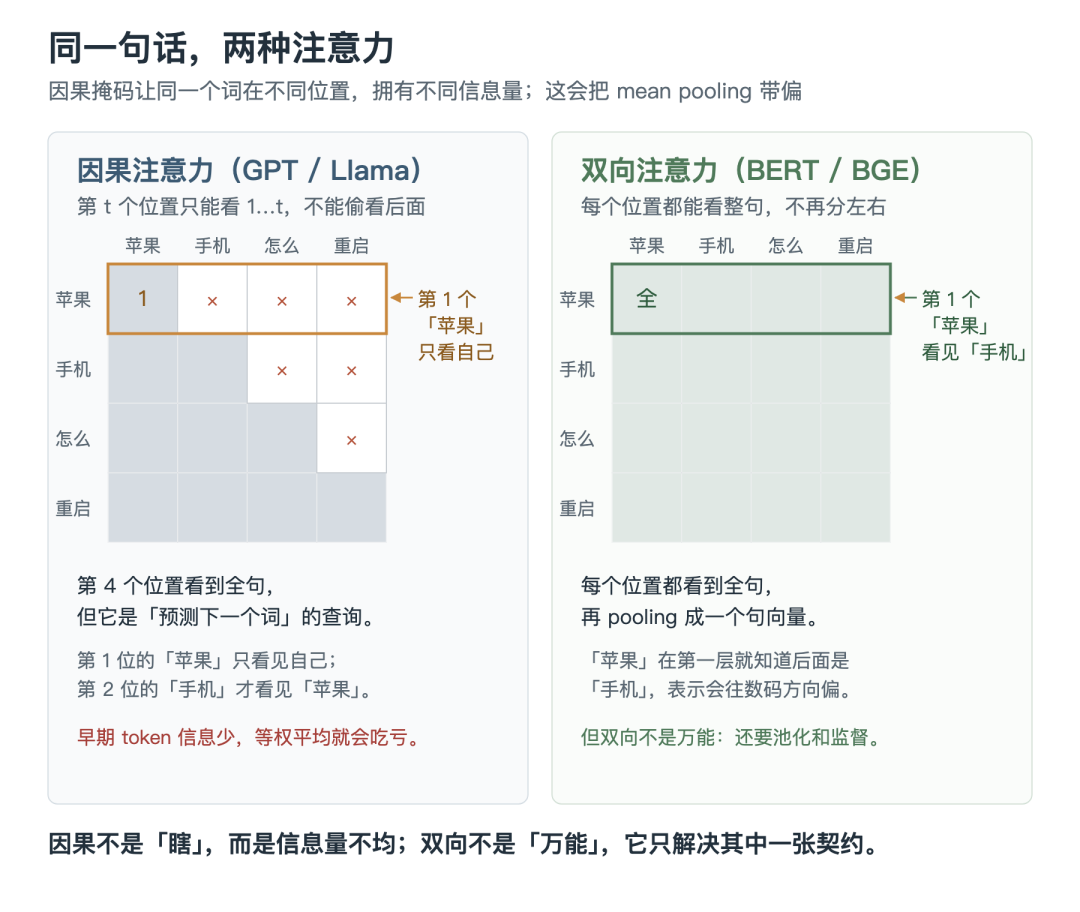 同一句话，两种注意力
因果掩码让同一个词在不同位置，拥有不同信息量；这会把 mean pooling 带偏
因果注意力（GPT / Llama）
第 t 个位置只能看 1…t，不能偷看后面
苹果 手机 怎么 重启
苹果 1 × × ×
手机 × ×
怎么 ×
重启
第 1 个
「苹果」
只看自己
第 4 个位置看到全句，
但它是「预测下一个词」的查询。
第 1 位的「苹果」只看见自己；
第 2 位的「手机」才看见「苹果」。
早期 token 信息少，等权平均就会吃亏。
双向注意力（BERT / BGE）
每个位置都能看整句，不再分左右
苹果 手机 怎么 重启
苹果 全
手机
怎么
重启
第 1 个
「苹果」
看见「手机」
每个位置都看到全句，
再 pooling 成一个句向量。
「苹果」在第一层就知道后面是
「手机」，表示会往数码方向偏。
但双向不是万能：还要池化和监督。
因果不是「瞎」，而是信息量不均；双向不是「万能」，它只解决其中一张契约。